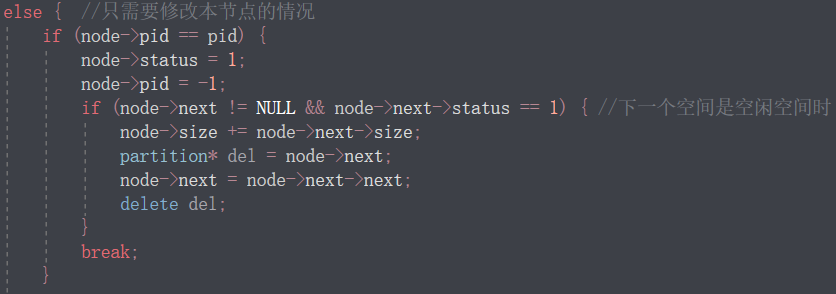 else {  //只需要修改本节点的情况
    if (node->pid == pid) {
        node->status = 1;
        node->pid = -1;
        if (node->next != NULL && node->next->status == 1) { //下一个空间是空闲空间时
            node->size += node->next->size;
            partition* del = node->next;
            node->next = node->next->next;
            delete del;
        }
        break;
    }